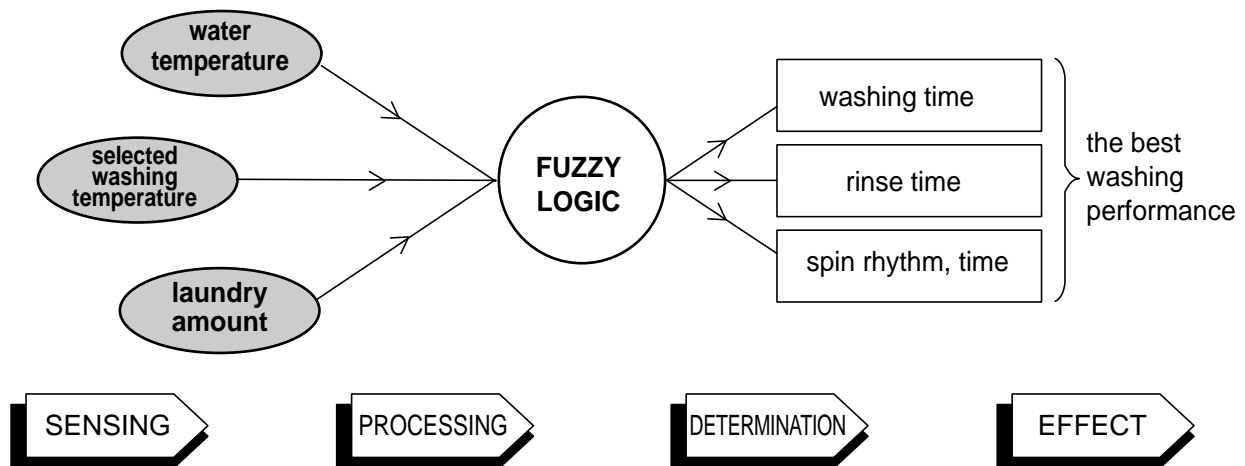 water
temperature
selected
washing
temperature
laundry
amount
FUZZY
LOGIC
washing time
rinse time
spin rhythm, time
the best
washing
performance
SENSING
PROCESSING
DETERMINATION
EFFECT